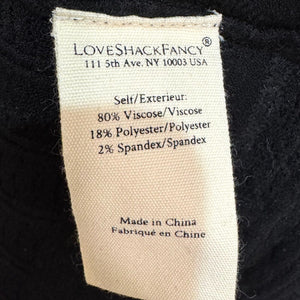 LOVESHACKFANCY®
111 5th Ave. NY 10003 USA
Self/Exterieur:
80% Viscose/Viscose
18% Polyester/Polyester
2% Spandex/Spandex
Made in China
Fabriqué en Chine